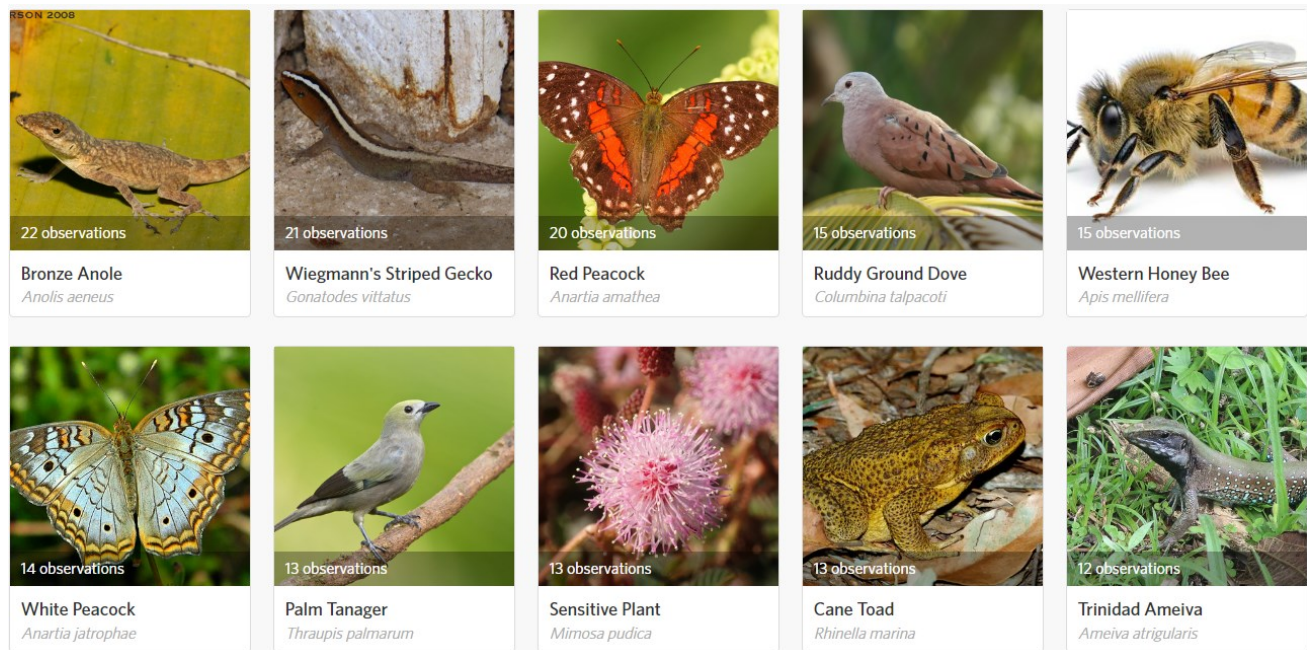 RSON 2008
22 observations
21 observations
20 observations
15 observations
15 observations
Bronze Anole
Wiegmann's Striped Gecko
Red Peacock
Ruddy Ground Dove
Western Honey Bee
Anolis aeneus
Gonatodes vittatus
Anartia amathea
Columbina talpacoti
Apis mellifera
14 observations
13 observations
13 observations
13 observations
12 observations
White Peacock
Palm Tanager
Sensitive Plant
Cane Toad
Trinidad Ameiva
Anartia jatrophae
Thraupis palmarum
Mimosa pudica
Rhinella marina
Ameiva atrigularis